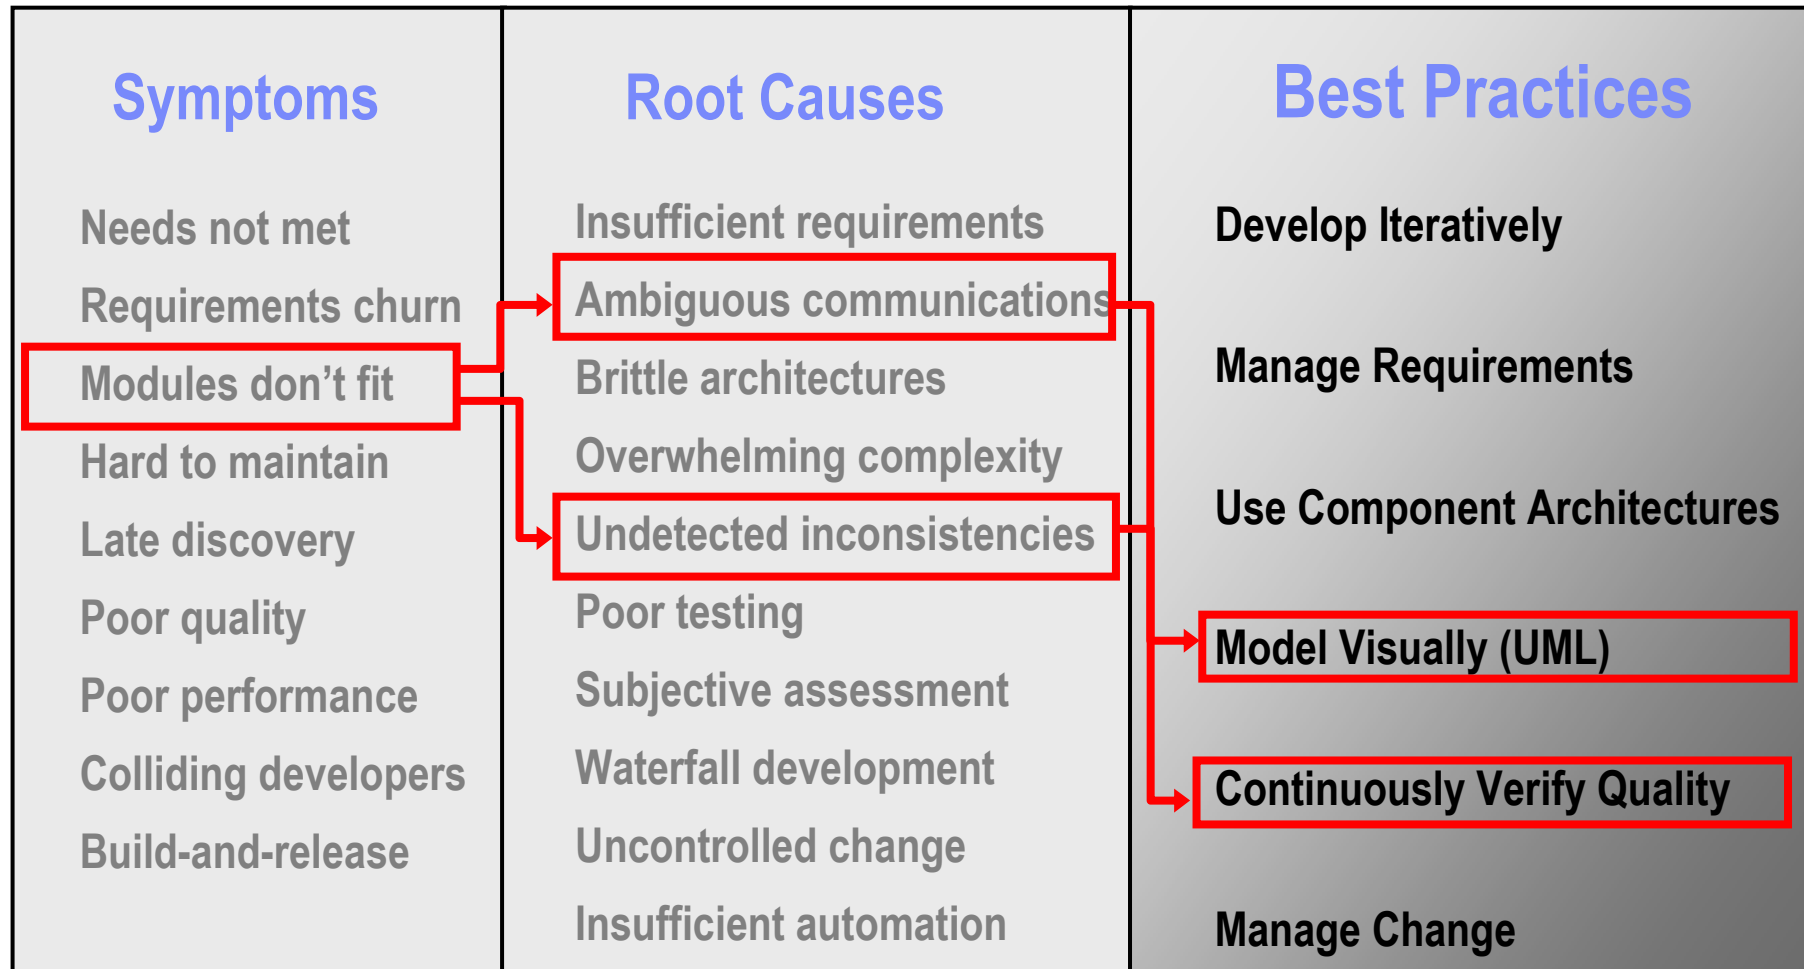 Symptoms
Needs not met
Requirements churn
Modules don’t fit
Hard to maintain
Late discovery
Poor quality
Poor performance
Colliding developers
Build-and-release
Root Causes
Insufficient requirements
Ambiguous communications
Brittle architectures
Overwhelming complexity
Undetected inconsistencies
Poor testing
Subjective assessment
Waterfall development
Uncontrolled change
Insufficient automation
Best Practices
Develop Iteratively
Manage Requirements
Use Component Architectures
Model Visually (UML)
Continuously Verify Quality
Manage Change